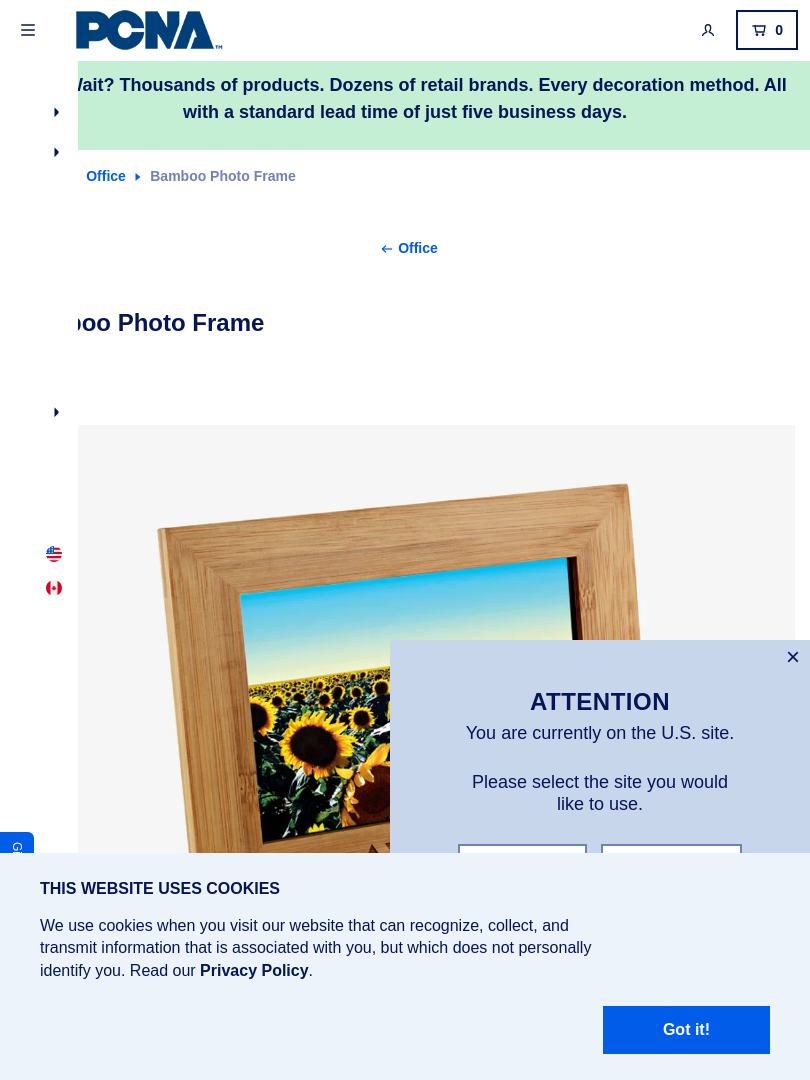 PCNA™
0
Wait? Thousands of products. Dozens of retail brands. Every decoration method. All
with a standard lead time of just five business days.
Office
Bamboo Photo Frame
Office
boo Photo Frame
ATTENTION
You are currently on the U.S. site.
Please select the site you would
like to use.
THIS WEBSITE USES COOKIES
We use cookies when you visit our website that can recognize, collect, and
transmit information that is associated with you, but which does not personally
identify you. Read our Privacy Policy.
Got it!